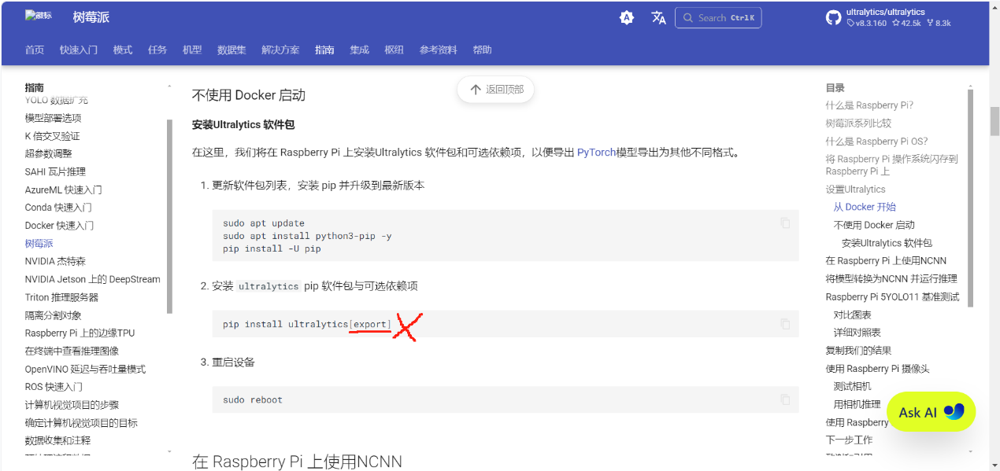 徽标
树莓派
Search Ctrl K
ultralytics/ultralytics
v8.3.160 42.5k 8.3k
首页 快速入门 模式 任务 机型 数据集 解决方案 指南 集成 枢纽 参考资料 帮助
指南
YOLO 数据扩充
模型部署选项
K 倍交叉验证
超参数调整
SAHI 瓦片推理
AzureML 快速入门
Conda 快速入门
Docker 快速入门
树莓派
NVIDIA 杰特森
NVIDIA Jetson 上的 DeepStream
Triton 推理服务器
隔离分割对象
Raspberry Pi 上的边缘TPU
在终端中查看推理图像
OpenVINO 延迟与吞吐量模式
ROS 快速入门
计算机视觉项目的步骤
确定计算机视觉项目的目标
数据收集和注释
返回顶部
不使用 Docker 启动
安装Ultralytics 软件包
在这里，我们将在 Raspberry Pi 上安装Ultralytics 软件包和可选依赖项，以便导出 PyTorch模型导出为其他不同格式。
1. 更新软件包列表，安装 pip 并升级到最新版本
sudo apt update
sudo apt install python3-pip -y
pip install -U pip
2. 安装 ultralytics pip 软件包与可选依赖项
pip install ultralytics[export]
3. 重启设备
sudo reboot
在 Raspberry Pi 上使用NCNN
目录
什么是 Raspberry Pi?
树莓派系列比较
什么是 Raspberry Pi OS?
将 Raspberry Pi 操作系统闪存到
Raspberry Pi 上
设置Ultralytics
从 Docker 开始
不使用 Docker 启动
安装Ultralytics 软件包
在 Raspberry Pi 上使用NCNN
将模型转换为NCNN 并运行推理
Raspberry Pi 5YOLO11 基准测试
对比图表
详细对照表
复制我们的结果
使用 Raspberry Pi 摄像头
测试相机
用相机推理
使用 Raspberry
下一步工作
Ask AI